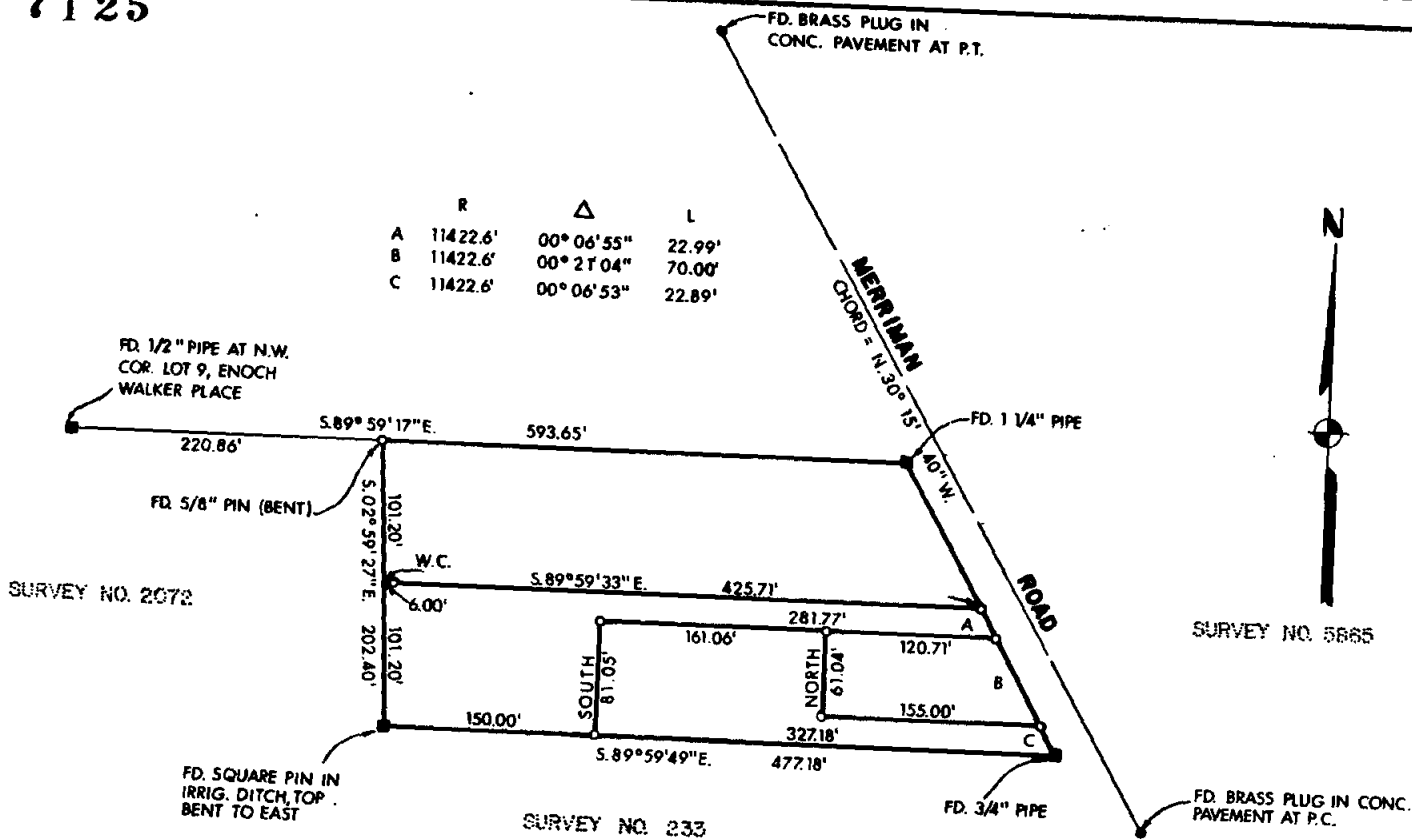 7125
FD. BRASS PLUG IN
CONC. PAVEMENT AT P.T.
R Δ L
A 11422.6' 00° 06' 55" 22.99'
B 11422.6' 00° 21' 04" 70.00'
C 11422.6' 00° 06' 53" 22.89'
N
MERRIMAN
CHORD = N. 30° 15' 40" W.
FD. 1/2" PIPE AT N.W.
COR. LOT 9, ENOCH
WALKER PLACE
FD. 1 1/4" PIPE
S.89° 59' 17" E.
220.86'
593.65'
FD. 5/8" PIN (BENT)
101.20'
S.02° 59' 27" E.
W.C.
6.00'
S.89°59'33" E.
425.71'
ROAD
SURVEY NO. 2072
SURVEY NO. 5865
281.77'
A
161.06'
120.71'
101.20'
202.40'
SOUTH
81.05'
NORTH
61.04'
B
150.00'
155.00'
327.18'
C
S.89°59'49" E.
477.18'
FD. SQUARE PIN IN
IRRIG. DITCH, TOP
BENT TO EAST
FD. 3/4" PIPE
FD. BRASS PLUG IN CONC.
PAVEMENT AT P.C.
SURVEY NO. 233